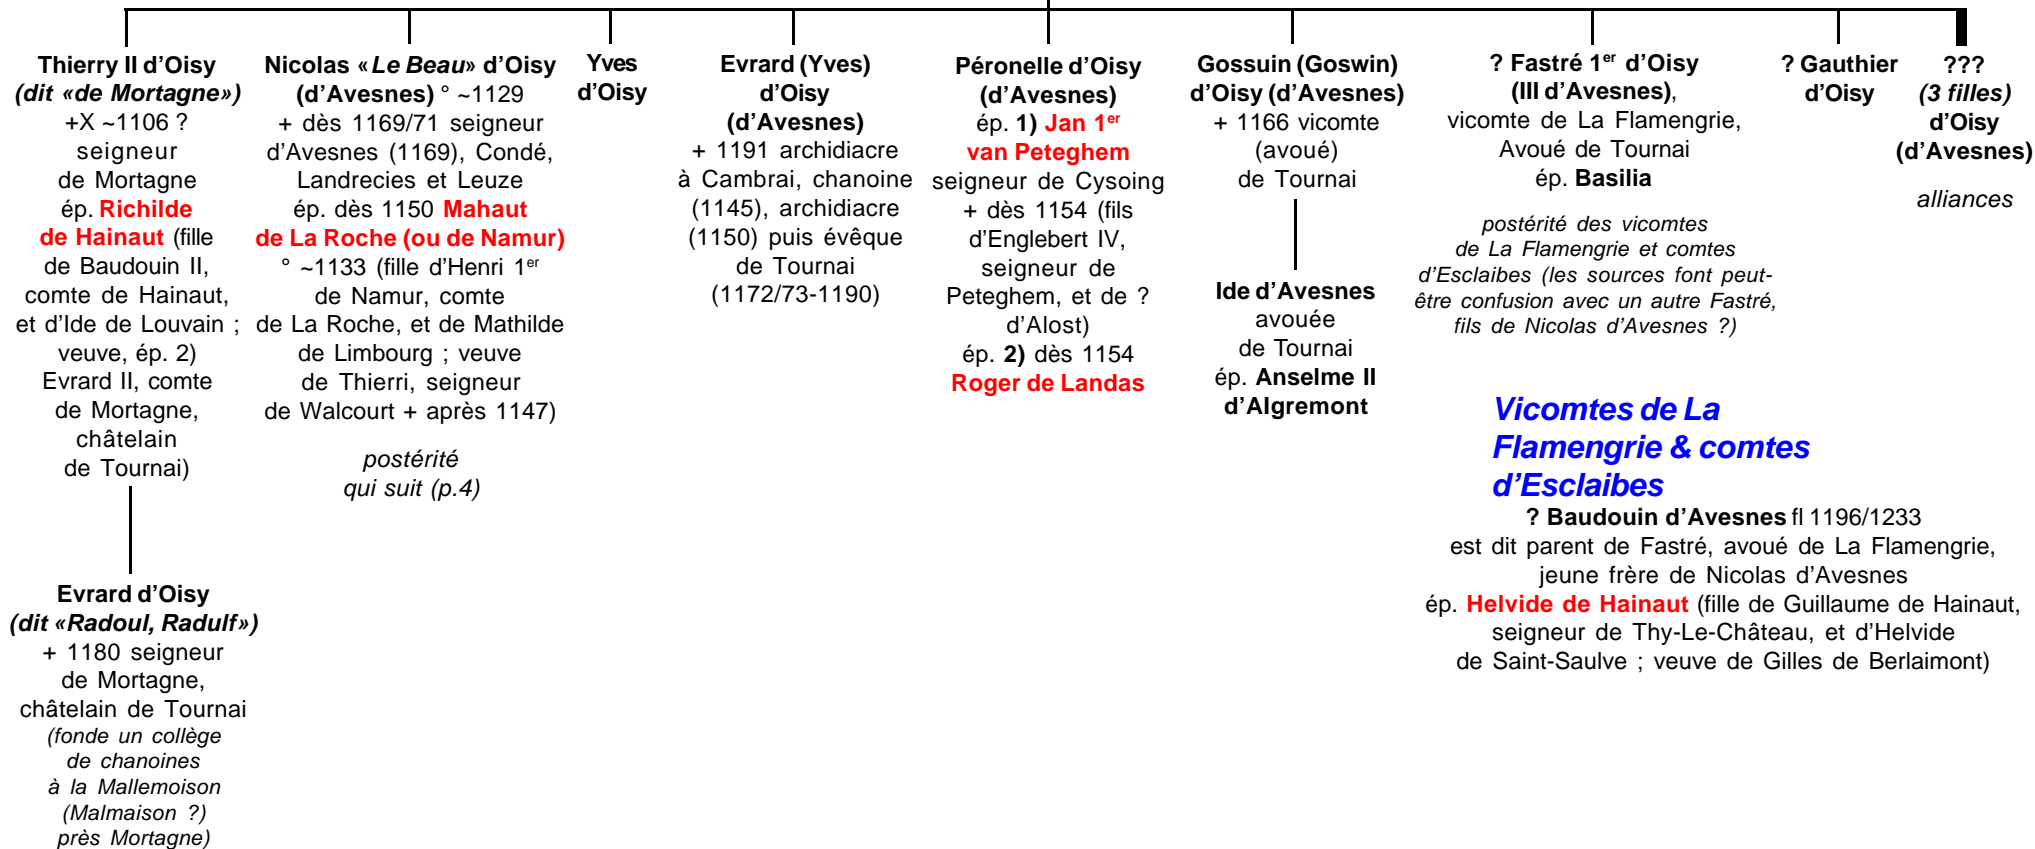 Thierry II d'Oisy
(dit «de Mortagne»)
+X ~1106 ?
seigneur
de Mortagne
ép. Richilde
de Hainaut (fille
de Baudouin II,
comte de Hainaut,
et d'Ide de Louvain ;
veuve, ép. 2)
Evrard II, comte
de Mortagne,
châtelain
de Tournai)
Evrard d'Oisy
(dit «Radoul, Radulf»)
+ 1180 seigneur
de Mortagne,
châtelain de Tournai
(fonde un collège
de chanoines
à la Mallemoison
(Malmaison ?)
près Mortagne)
Nicolas «Le Beau» d'Oisy
(d'Avesnes) ° ~1129
+ dès 1169/71 seigneur
d'Avesnes (1169), Condé,
Landrecies et Leuze
ép. dès 1150 Mahaut
de La Roche (ou de Namur)
° ~1133 (fille d'Henri 1er
de Namur, comte
de La Roche, et de Mathilde
de Limbourg ; veuve
de Thierri, seigneur
de Walcourt + après 1147)
postérité
qui suit (p.4)
Yves
d'Oisy
Evrard (Yves)
d'Oisy
(d'Avesnes)
+ 1191 archidiacre
à Cambrai, chanoine
(1145), archidiacre
(1150) puis évêque
de Tournai
(1172/73-1190)
Péronelle d'Oisy
(d'Avesnes)
ép. 1) Jan 1er
van Peteghem
seigneur de Cysoing
+ dès 1154 (fils
d'Englebert IV,
seigneur de
Peteghem, et de ?
d'Alost)
ép. 2) dès 1154
Roger de Landas
Gossuin (Goswin)
d'Oisy (d'Avesnes)
+ 1166 vicomte
(avoué)
de Tournai
Ide d'Avesnes
avouée
de Tournai
ép. Anselme II
d'Algremont
? Fastré 1er d'Oisy
(III d'Avesnes),
vicomte de La Flamengrie,
Avoué de Tournai
ép. Basilia
postérité des vicomtes
de La Flamengrie et comtes
d'Esclaibes (les sources font peut-
être confusion avec un autre Fastré,
fils de Nicolas d'Avesnes ?)
? Gauthier
d'Oisy
???
(3 filles)
d'Oisy
(d'Avesnes)
alliances
Vicomtes de La
Flamengrie & comtes
d'Esclaibes
? Baudouin d'Avesnes fl 1196/1233
est dit parent de Fastré, avoué de La Flamengrie,
jeune frère de Nicolas d'Avesnes
ép. Helvide de Hainaut (fille de Guillaume de Hainaut,
seigneur de Thy-Le-Château, et d'Helvide
de Saint-Saulve ; veuve de Gilles de Berlaimont)